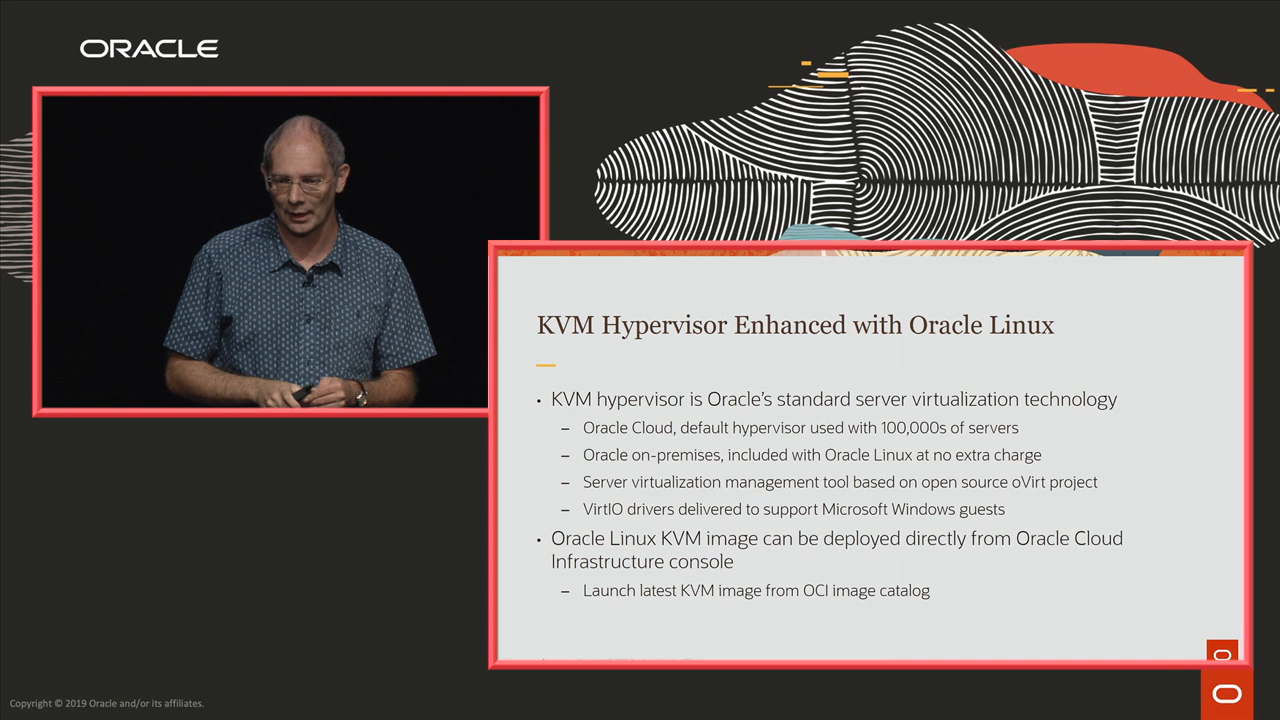 ORACLE
KVM Hypervisor Enhanced with Oracle Linux
• KVM hypervisor is Oracle’s standard server virtualization technology
– Oracle Cloud, default hypervisor used with 100,000s of servers
– Oracle on-premises, included with Oracle Linux at no extra charge
– Server virtualization management tool based on open source oVirt project
– VirtIO drivers delivered to support Microsoft Windows guests
• Oracle Linux KVM image can be deployed directly from Oracle Cloud
Infrastructure console
– Launch latest KVM image from OCI image catalog
Copyright © 2019 Oracle and/or its affiliates.